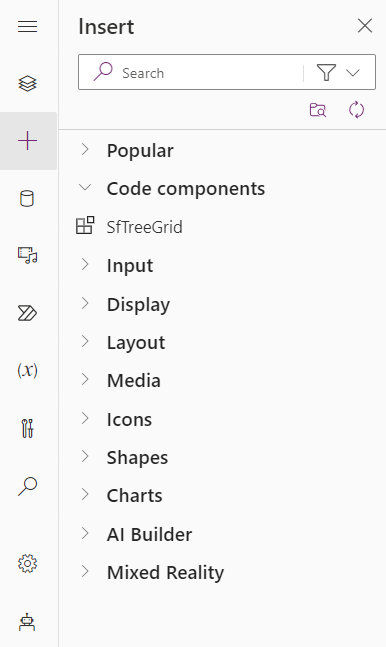 Insert
Search
Popular
Code components
SfTreeGrid
Input
Display
Layout
(x)
Media
Icons
Shapes
Charts
AI Builder
Mixed Reality